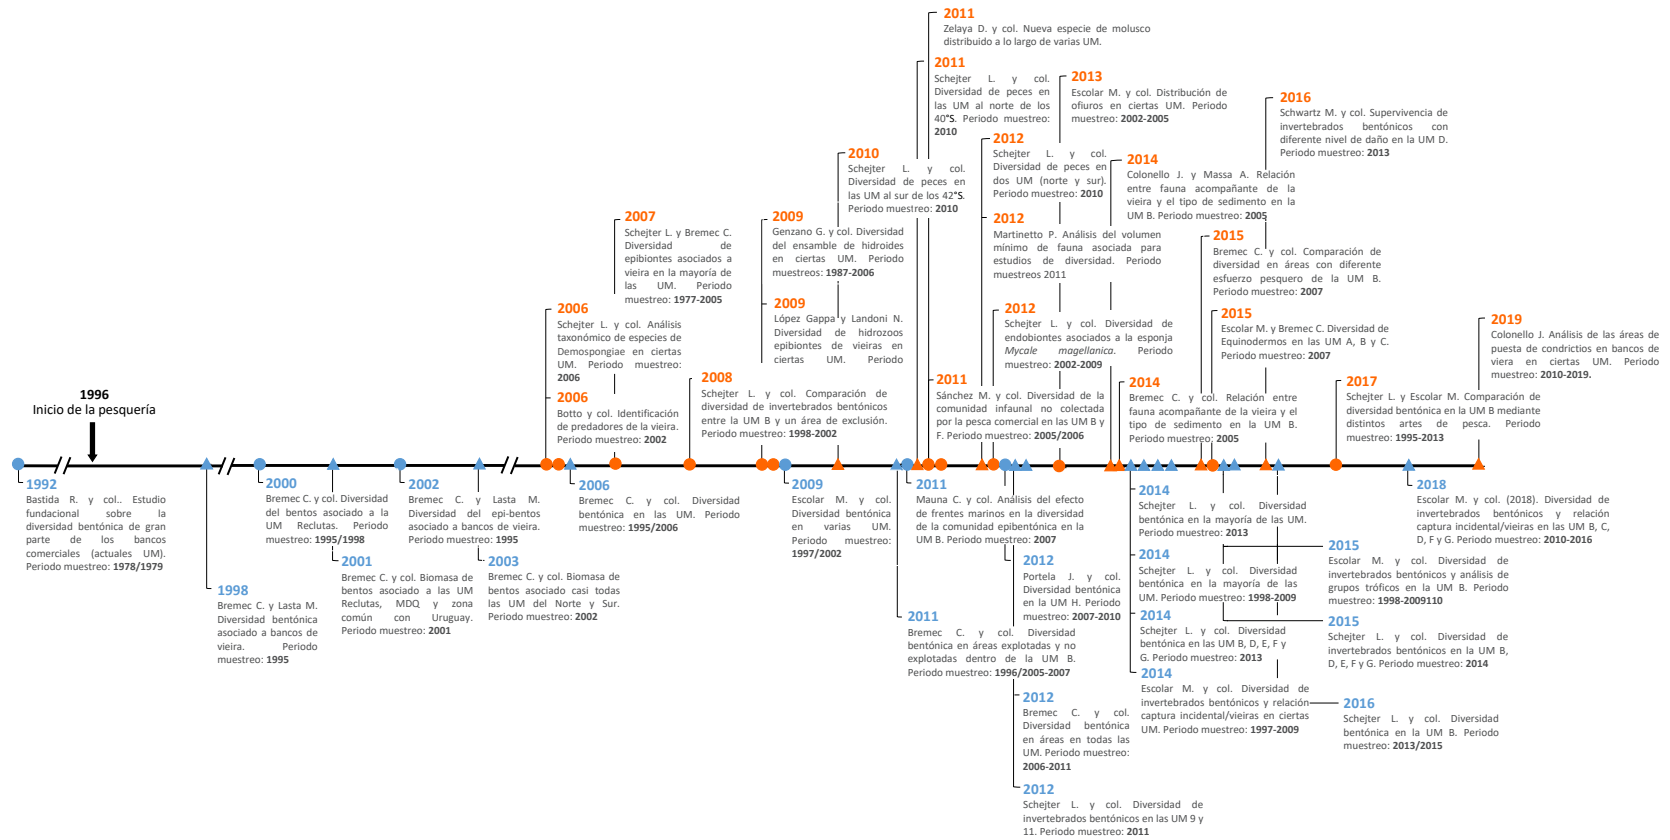 2011
Zelaya D. y col. Nueva especie de molusco
distribuido a lo largo de varias UM.
2011
Schejter L. y col.
Diversidad de peces en
las UM al norte de los
40°S. Periodo muestreo:
2010
2013
Escolar M. y col. Distribución de
ofiuros en ciertas UM. Periodo
muestreo: 2002-2005
2016
Schwartz M. y col. Supervivencia de
invertebrados bentónicos con
diferente nivel de daño en la UM D.
Periodo muestreo: 2013
2010
Schejter L. y col.
Diversidad de peces en
las UM al sur de los 42°S.
Periodo muestreo: 2010
2012
Schejter L. y col.
Diversidad de peces en
dos UM (norte y sur).
Periodo muestreo: 2010
2014
Colonello J. y Massa A. Relación
entre fauna acompañante de la
vieira y el tipo de sedimento en la
UM B. Periodo muestreo: 2005
2007
Schejter L. y Bremec C.
Diversidad de
epibiontes asociados a
vieira en la mayoría de
las UM. Periodo
muestreo: 1977-2005
2009
Genzano G. y col. Diversidad
del ensamble de hidroides
en ciertas UM. Periodo
muestreos: 1987-2006
2012
Martinetto P. Análisis del volumen
mínimo de fauna asociada para
estudios de diversidad. Periodo
muestreos 2011
2015
Bremec C. y col. Comparación de
diversidad en áreas con diferente
esfuerzo pesquero de la UM B.
Periodo muestreo: 2007
2006
Schejter L. y col. Análisis
taxonómico de especies de
Demospongiae en ciertas
UM. Periodo muestreo:
2006
2009
López Gappa y Landoni N.
Diversidad de hidrozoos
epibiontes de vieiras en
ciertas UM. Periodo
2012
Schejter L. y col. Diversidad de
endobiontes asociados a la esponja
Mycale magellanica. Periodo
muestreo: 2002-2009
2015
Escolar M. y Bremec C. Diversidad de
Equinodermos en las UM A, B y C.
Periodo muestreo: 2007
2019
Colonello J. Análisis de las áreas de
puesta de condrictios en bancos de
viera en ciertas UM. Periodo
muestreo: 2010-2019.
1996
Inicio de la pesquería
2006
Botto y col. Identificación
de predadores de la vieira.
Periodo muestreo: 2002
2008
Schejter L. y col. Comparación de
diversidad de invertebrados bentónicos
entre la UM B y un área de exclusión.
Periodo muestreo: 1998-2002
2011
Sánchez M. y col. Diversidad de la
comunidad infaunal no colectada
por la pesca comercial en las UM B y
F. Periodo muestreo: 2005/2006
2014
Bremec C. y col. Relación entre
fauna acompañante de la vieira y el
tipo de sedimento en la UM B.
Periodo muestreo: 2005
2017
Schejter L. y Escolar M. Comparación de
diversidad bentónica en la UM B mediante
distintos artes de pesca. Periodo
muestreo: 1995-2013
1992
Bastida R. y col.. Estudio
fundacional sobre la
diversidad bentónica de gran
parte de los bancos
comerciales (actuales UM).
Periodo muestreo: 1978/1979
1998
Bremec C. y Lasta M.
Diversidad bentónica
asociado a bancos de
vieira. Periodo
muestreo: 1995
2000
Bremec C. y col. Diversidad
del bentos asociado a la
UM Reclutas. Periodo
muestreo: 1995/1998
2001
Bremec C. y col. Biomasa de
bentos asociado a las UM
Reclutas, MDQ y zona
común con Uruguay.
Periodo muestreo: 2001
2002
Bremec C. y Lasta M.
Diversidad del epi-bentos
asociado a bancos de vieira.
Periodo muestreo: 1995
2003
Bremec C. y col. Biomasa de
bentos asociado casi todas
las UM del Norte y Sur.
Periodo muestreo: 2002
2006
Bremec C. y col. Diversidad
bentónica en las UM. Periodo
muestreo: 1995/2006
2009
Escolar M. y col.
Diversidad bentónica
en varias UM.
Periodo muestreo:
1997/2002
2011
Mauna C. y col. Análisis del efecto
de frentes marinos en la diversidad
de la comunidad epibentónica en la
UM B. Periodo muestreo: 2007
2011
Bremec C. y col. Diversidad
bentónica en áreas explotadas y no
explotadas dentro de la UM B.
Periodo muestreo: 1996/2005-2007
2012
Portela J. y col.
Diversidad bentónica
en la UM H. Periodo
muestreo: 2007-2010
2012
Bremec C. y col.
Diversidad bentónica
en áreas en todas las
UM. Periodo muestreo:
2006-2011
2012
Schejter L. y col. Diversidad de
invertebrados bentónicos en las UM 9 y
11. Periodo muestreo: 2011
2014
Schejter L. y col. Diversidad
bentónica en la mayoría de las UM.
Periodo muestreo: 2013
2014
Schejter L. y col. Diversidad
bentónica en la mayoría de las
UM. Periodo muestreo: 1998-2009
2014
Schejter L. y col. Diversidad
bentónica en las UM B, D, E, F y
G. Periodo muestreo: 2013
2014
Escolar M. y col. Diversidad de
invertebrados bentónicos y relación
captura incidental/vieiras en ciertas
UM. Periodo muestreo: 1997-2009
2015
Escolar M. y col. Diversidad de
invertebrados bentónicos y análisis de
grupos tróficos en la UM B. Periodo
muestreo: 1998-2009110
2015
Schejter L. y col. Diversidad de
invertebrados bentónicos en la UM B,
D, E, F y G. Periodo muestreo: 2014
2016
Schejter L. y col. Diversidad
bentónica en la UM B. Periodo
muestreo: 2013/2015
2018
Escolar M. y col. (2018). Diversidad de
invertebrados bentónicos y relación
captura incidental/vieiras en las UM B, C,
D, F y G. Periodo muestreo: 2010-2016